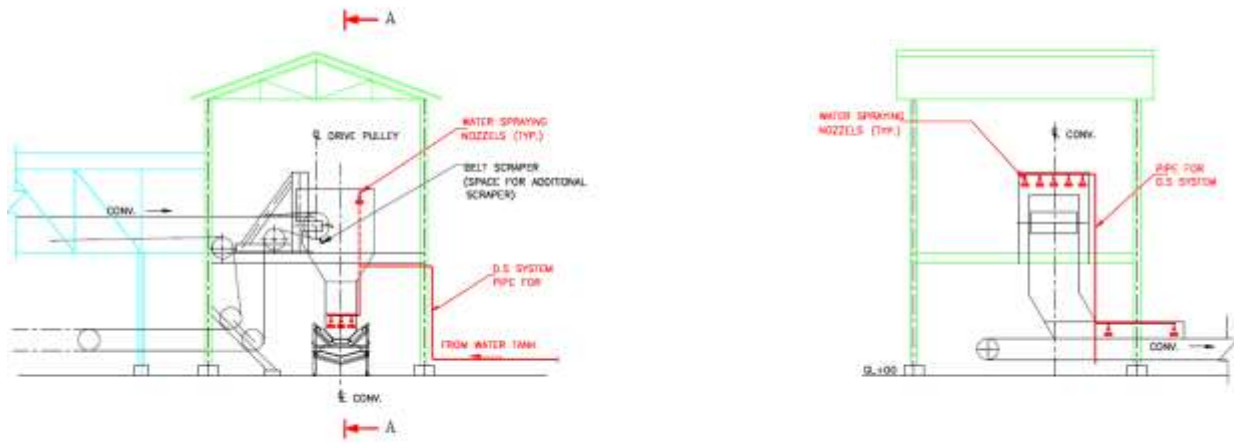 A
WATER SPRAYING
NOZZELS (TYP.)
℄ DRIVE PULLEY
BELT SCRAPER
(SPACE FOR ADDITIONAL
SCRAPER)
CONV.
D.S SYSTEM
PIPE FOR
FROM WATER TANK
℄ CONV.
A
WATER SPRAYING
NOZZELS (TYP.)
℄ CONV.
PIPE FOR
D.S SYSTEM
CONV.
GL±00